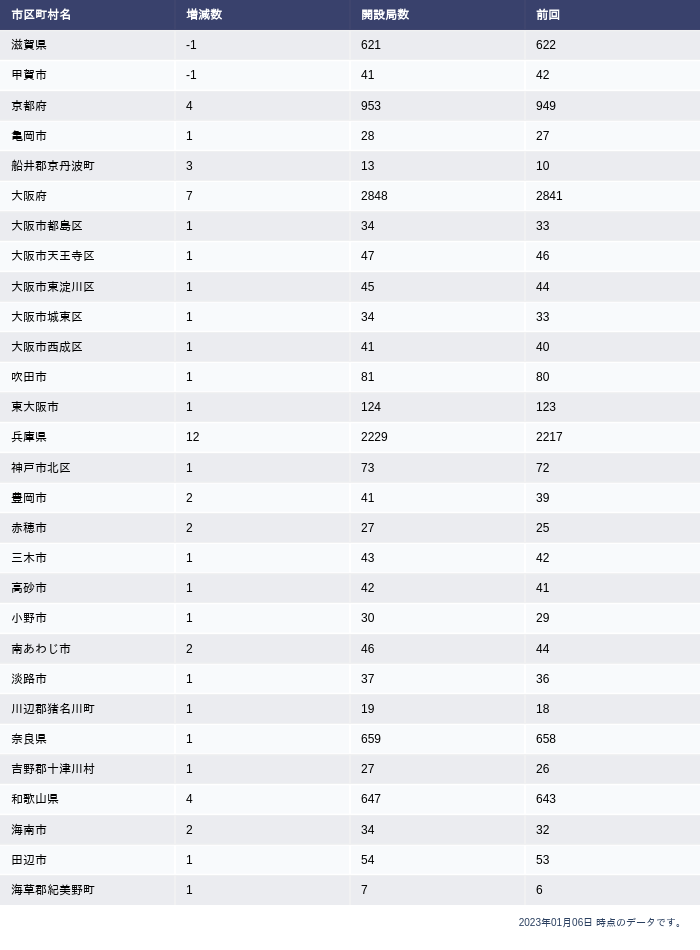 市区町村名 増減数 開設局数 前回
滋賀県 -1 621 622
甲賀市 -1 41 42
京都府 4 953 949
亀岡市 1 28 27
船井郡京丹波町 3 13 10
大阪府 7 2848 2841
大阪市都島区 1 34 33
大阪市天王寺区 1 47 46
大阪市東淀川区 1 45 44
大阪市城東区 1 34 33
大阪市西成区 1 41 40
吹田市 1 81 80
東大阪市 1 124 123
兵庫県 12 2229 2217
神戸市北区 1 73 72
豊岡市 2 41 39
赤穂市 2 27 25
三木市 1 43 42
高砂市 1 42 41
小野市 1 30 29
南あわじ市 2 46 44
淡路市 1 37 36
川辺郡猪名川町 1 19 18
奈良県 1 659 658
吉野郡十津川村 1 27 26
和歌山県 4 647 643
海南市 2 34 32
田辺市 1 54 53
海草郡紀美野町 1 7 6
2023年01月06日 時点のデータです。